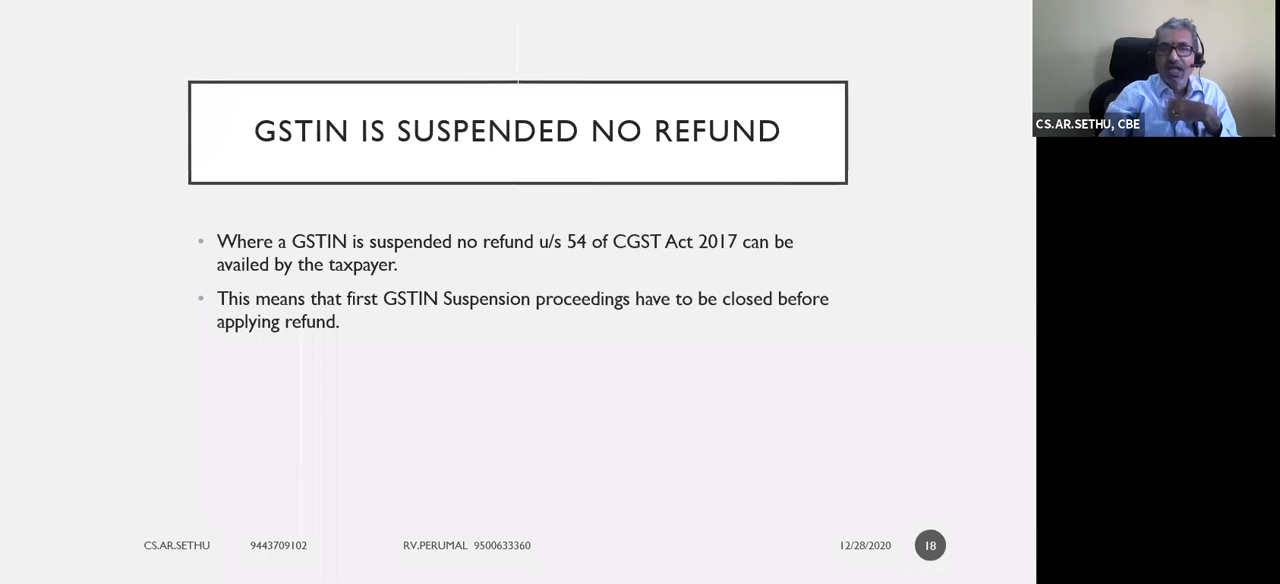 GSTIN IS SUSPENDED NO REFUND
• Where a GSTIN is suspended no refund u/s 54 of CGST Act 2017 can be
availed by the taxpayer.
• This means that first GSTIN Suspension proceedings have to be closed before
applying refund.
CS.AR.SETHU 9443709102 RV.PERUMAL 9500633360 12/28/2020 18
CS.AR.SETHU, CBE